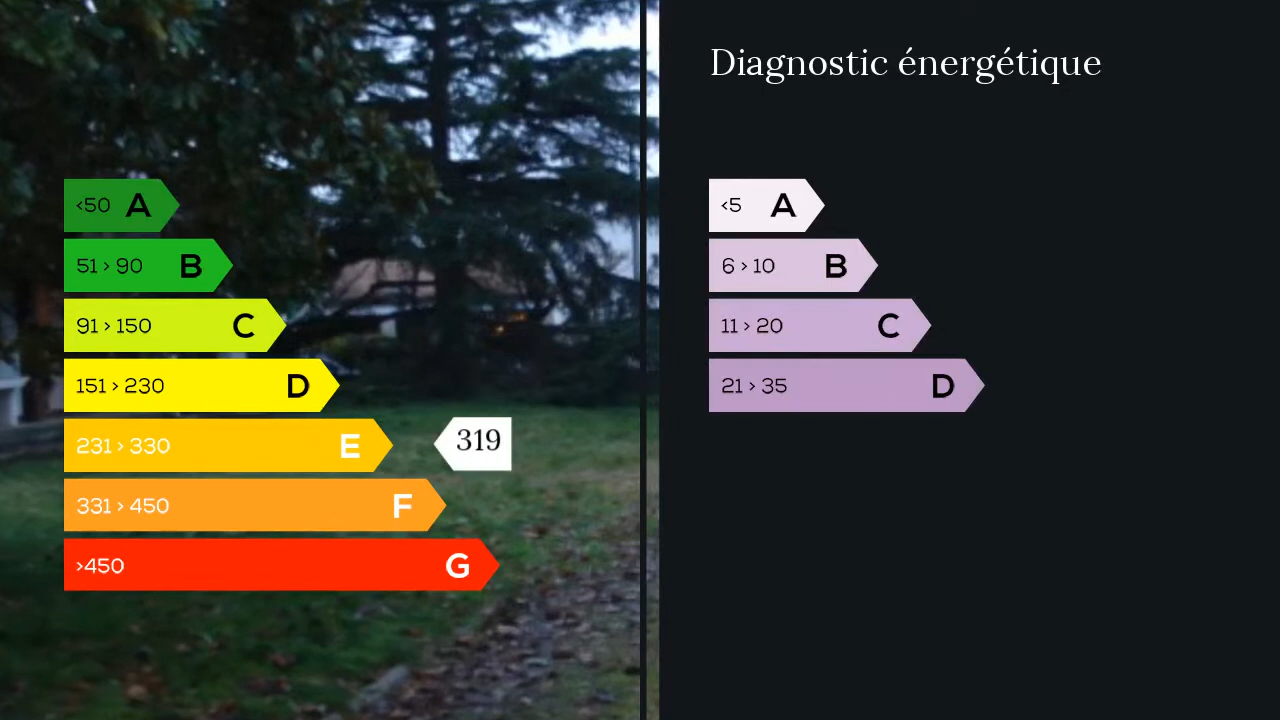 Diagnostic énergétique
<50 A
51 > 90 B
91 > 150 C
151 > 230 D
231 > 330 E
319
331 > 450 F
>450 G
<5 A
6 > 10 B
11 > 20 C
21 > 35 D